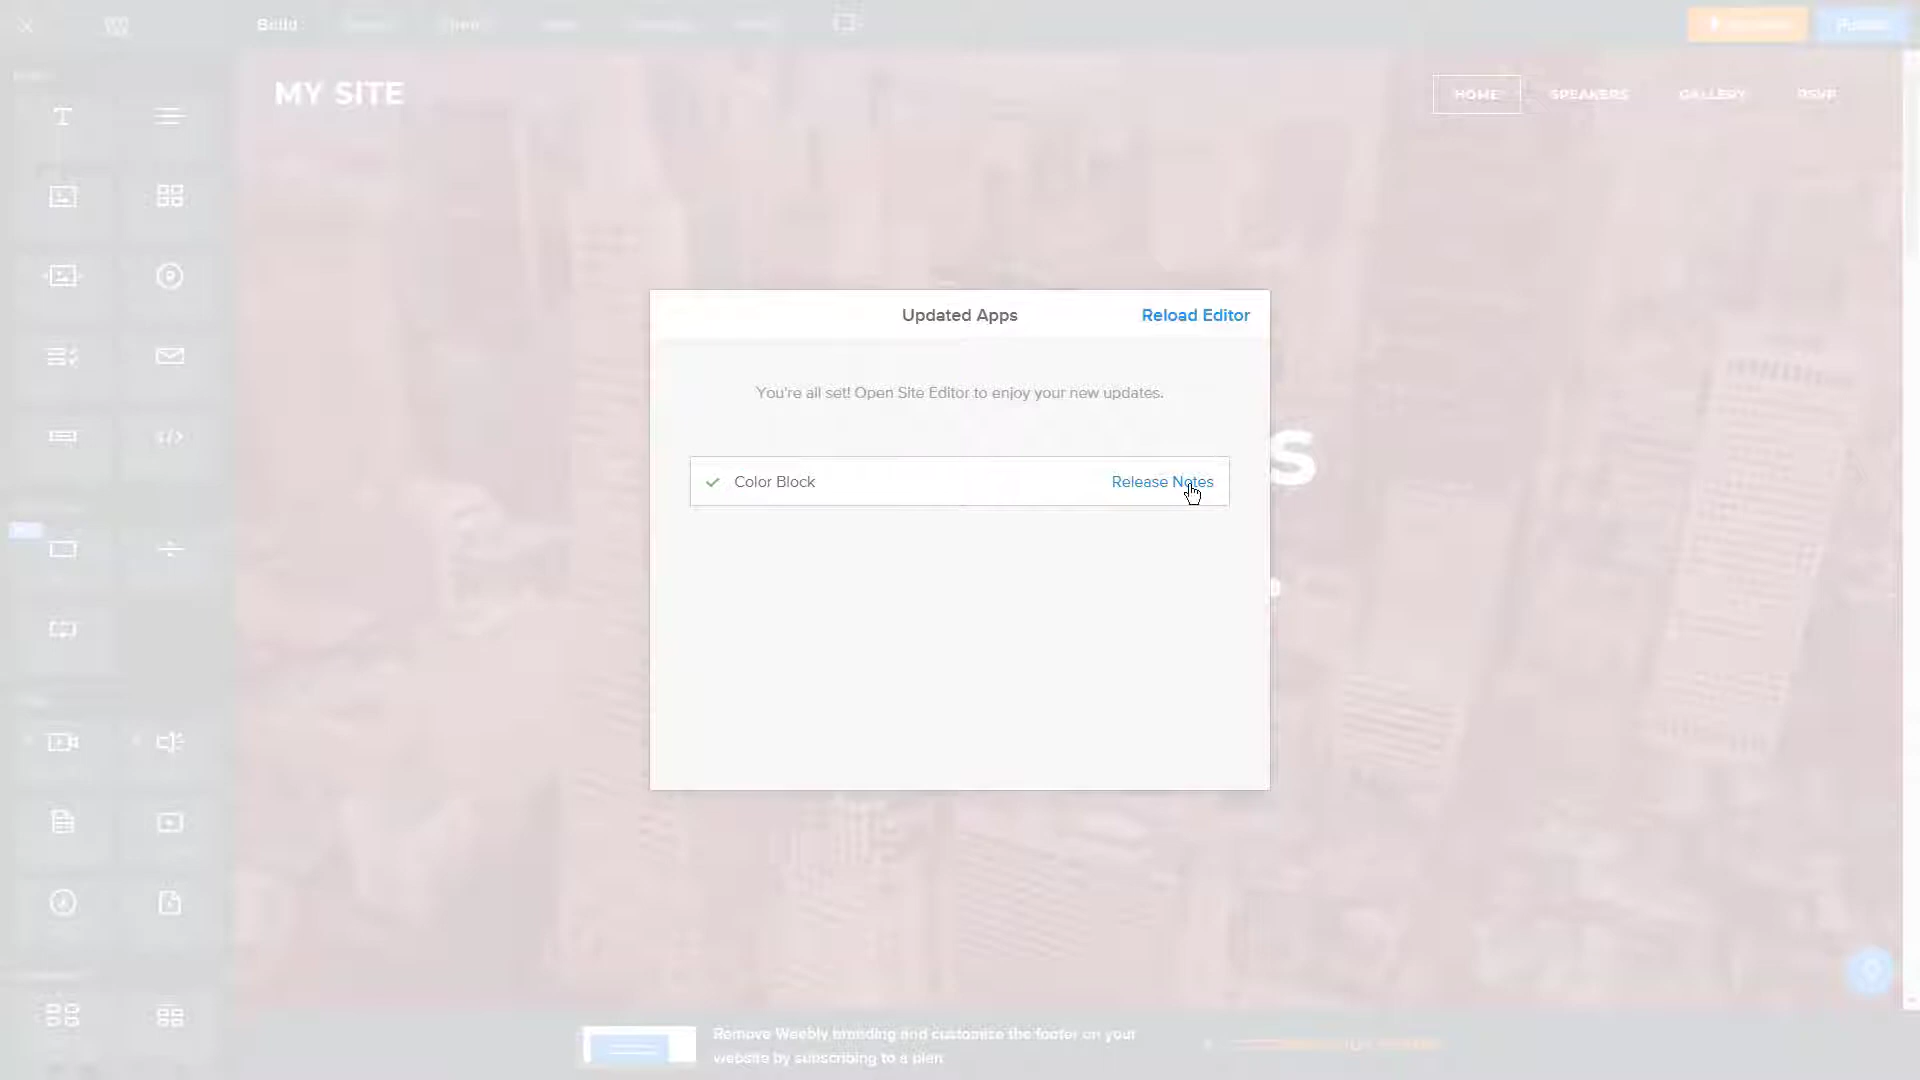 Build
MY SITE
HOME
SPEAKERS
GALLERY
RSVP
Updated Apps
Reload Editor
You're all set! Open Site Editor to enjoy your new updates.
Color Block
Release Notes
S
Remove Weebly branding and customize the footer on your
website by subscribing to a plan